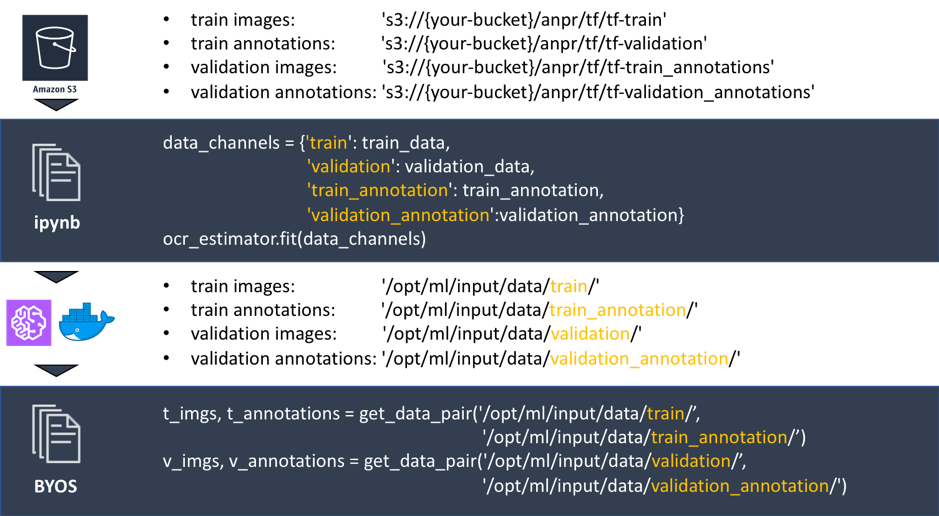 • train images: 's3://{your-bucket}/anpr/tf/tf-train'
• train annotations: 's3://{your-bucket}/anpr/tf/tf-validation'
• validation images: 's3://{your-bucket}/anpr/tf/tf-train_annotations'
• validation annotations: 's3://{your-bucket}/anpr/tf/tf-validation_annotations'
Amazon S3
data_channels = {'train': train_data,
'validation': validation_data,
'train_annotation': train_annotation,
'validation_annotation':validation_annotation}
ocr_estimator.fit(data_channels)
ipynb
• train images: '/opt/ml/input/data/train/'
• train annotations: '/opt/ml/input/data/train_annotation/'
• validation images: '/opt/ml/input/data/validation/'
• validation annotations: '/opt/ml/input/data/validation_annotation/'
t_imgs, t_annotations = get_data_pair('/opt/ml/input/data/train/’,
'/opt/ml/input/data/train_annotation/’)
v_imgs, v_annotations = get_data_pair('/opt/ml/input/data/validation/’,
'/opt/ml/input/data/validation_annotation/')
BYOS